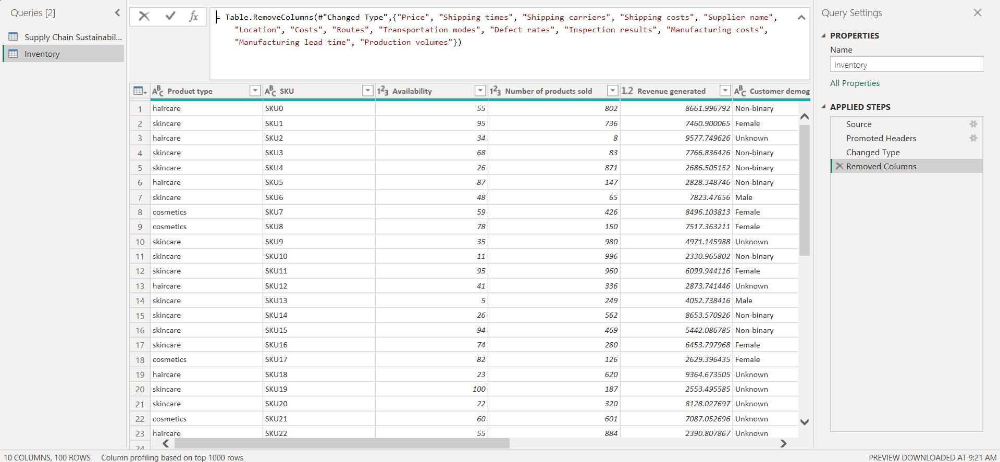 Queries [2]
Supply Chain Sustainabil...
Inventory
fx
= Table.RemoveColumns(#"Changed Type",{"Price", "Shipping times", "Shipping carriers", "Shipping costs", "Supplier name",
"Location", "Costs", "Routes", "Transportation modes", "Defect rates", "Inspection results", "Manufacturing costs",
"Manufacturing lead time", "Production volumes"})
ABC Product type ABC SKU 123 Availability 123 Number of products sold 1.2 Revenue generated ABC Customer demog
1 haircare SKU0 55 802 8661.996792 Non-binary
2 skincare SKU1 95 736 7460.900065 Female
3 haircare SKU2 34 8 9577.749626 Unknown
4 skincare SKU3 68 83 7766.836426 Non-binary
5 skincare SKU4 26 871 2686.505152 Non-binary
6 haircare SKU5 87 147 2828.348746 Non-binary
7 skincare SKU6 48 65 7823.47656 Male
8 cosmetics SKU7 59 426 8496.103813 Female
9 cosmetics SKU8 78 150 7517.363211 Female
10 skincare SKU9 35 980 4971.145988 Unknown
11 skincare SKU10 11 996 2330.965802 Non-binary
12 skincare SKU11 95 960 6099.944116 Female
13 haircare SKU12 41 336 2873.741446 Unknown
14 skincare SKU13 5 249 4052.738416 Male
15 skincare SKU14 26 562 8653.570926 Non-binary
16 skincare SKU15 94 469 5442.086785 Non-binary
17 skincare SKU16 74 280 6453.797968 Female
18 cosmetics SKU17 82 126 2629.396435 Female
19 haircare SKU18 23 620 9364.673505 Unknown
20 skincare SKU19 100 187 2553.495585 Unknown
21 skincare SKU20 22 320 8128.027697 Unknown
22 cosmetics SKU21 60 601 7087.052696 Unknown
23 haircare SKU22 55 884 2390.807867 Unknown
24
Query Settings
PROPERTIES
Name
Inventory
All Properties
APPLIED STEPS
Source
Promoted Headers
Changed Type
Removed Columns
10 COLUMNS, 100 ROWS Column profiling based on top 1000 rows
PREVIEW DOWNLOADED AT 9:21 AM